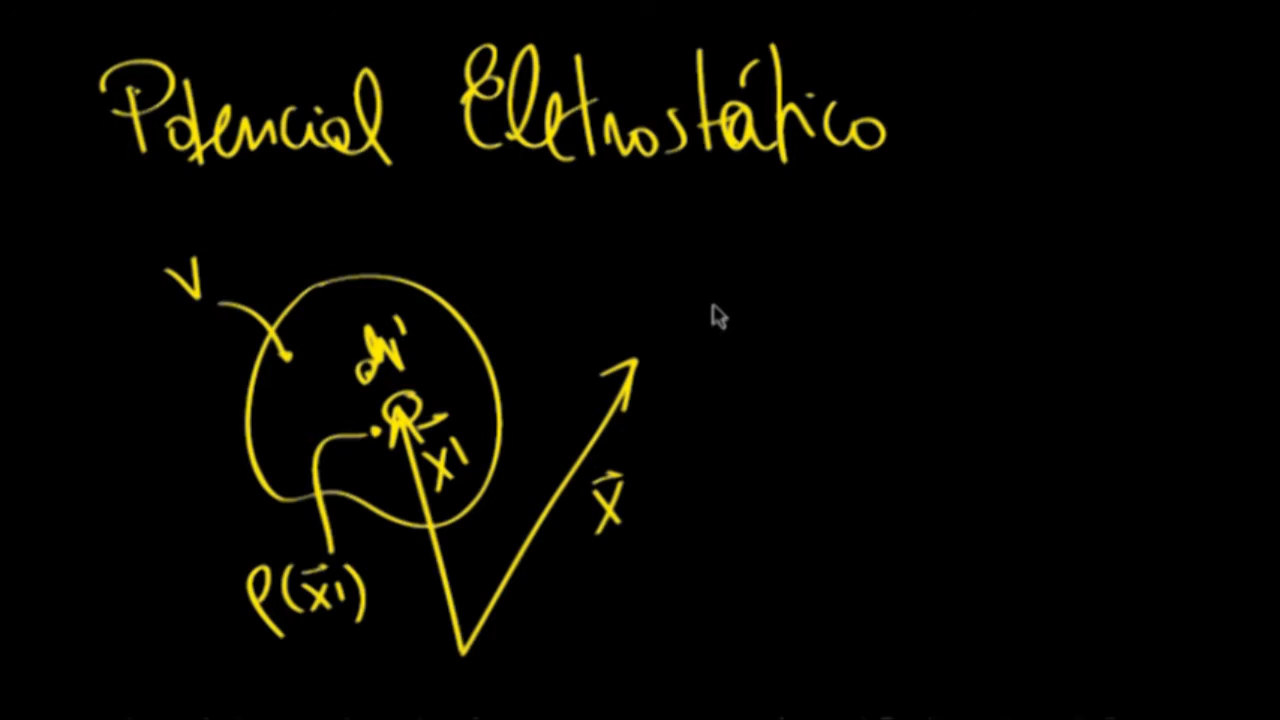 Potencial Eletrostático
V
dv'
x⃗'
x⃗
ρ(x⃗')